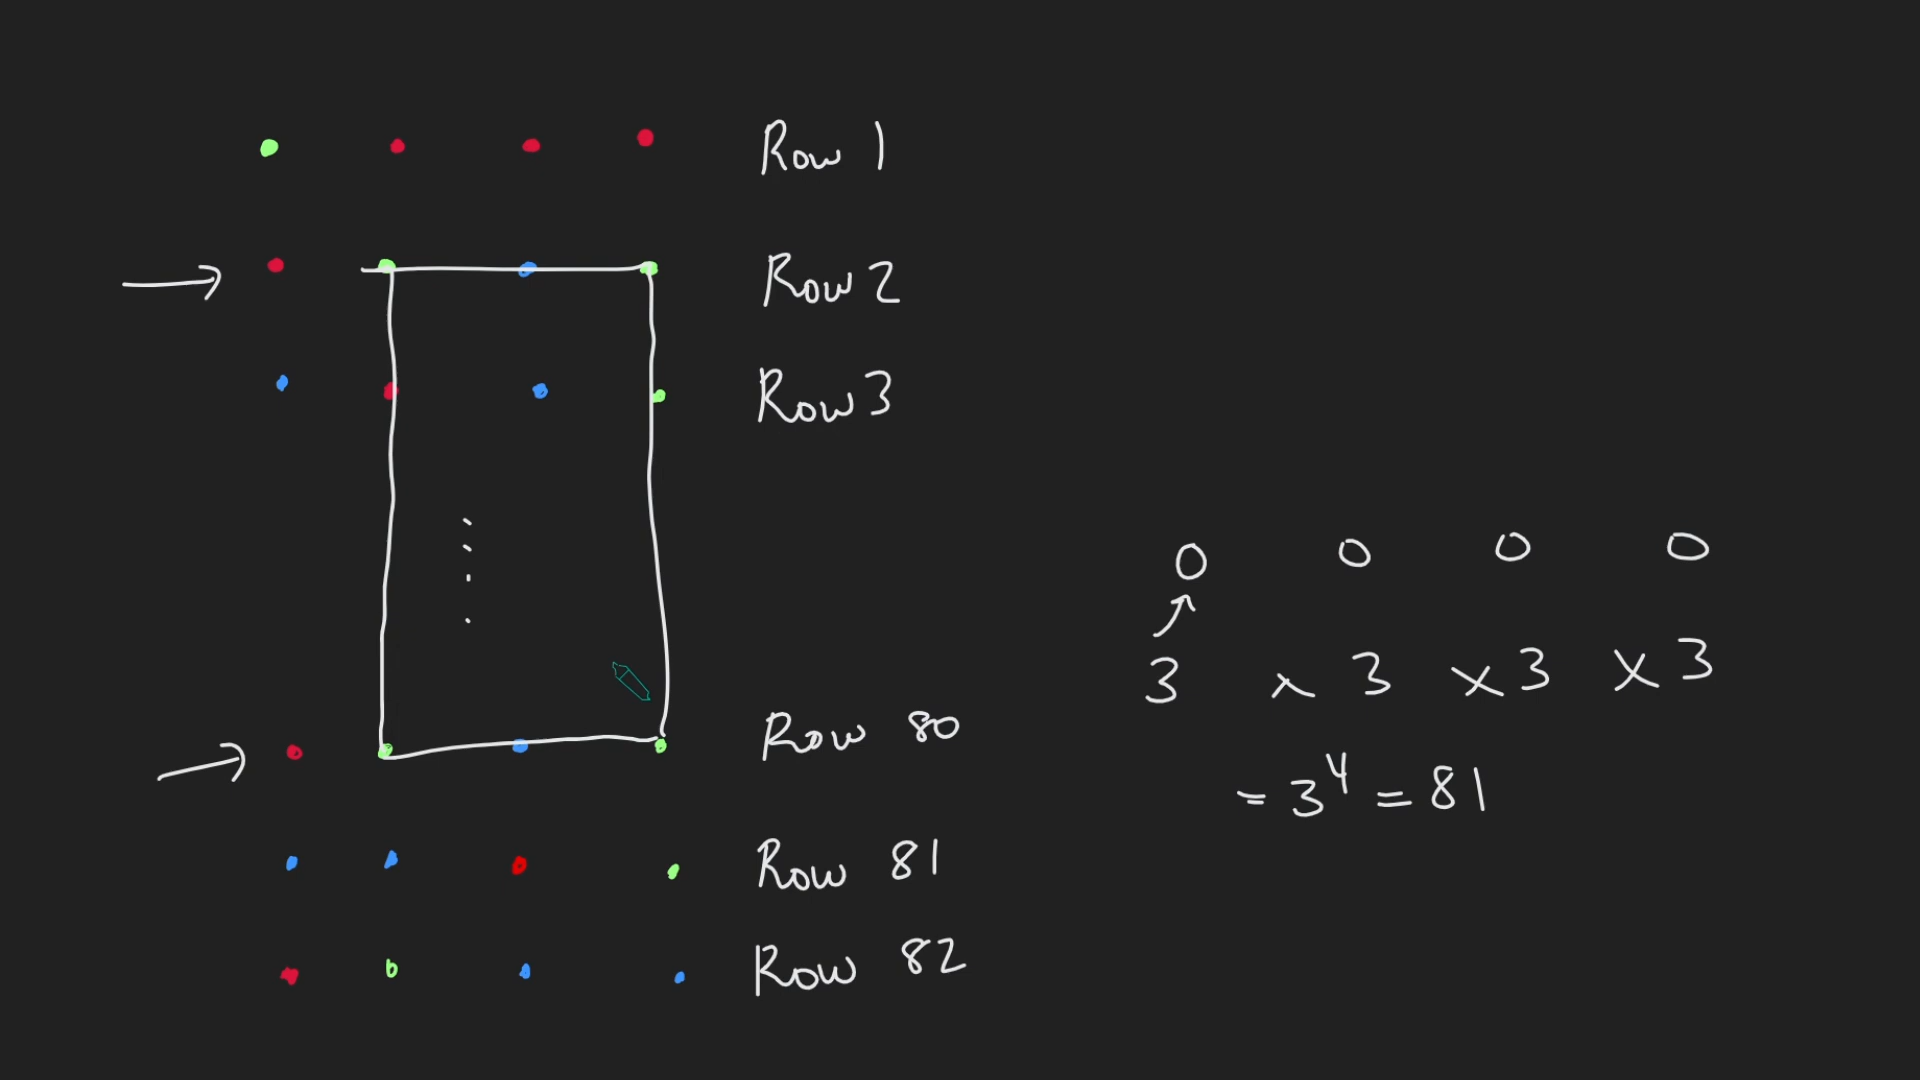 Row 1
Row 2
Row 3
Row 80
Row 81
Row 82
0 0 0 0
3 × 3 × 3 × 3
= 3⁴ = 81